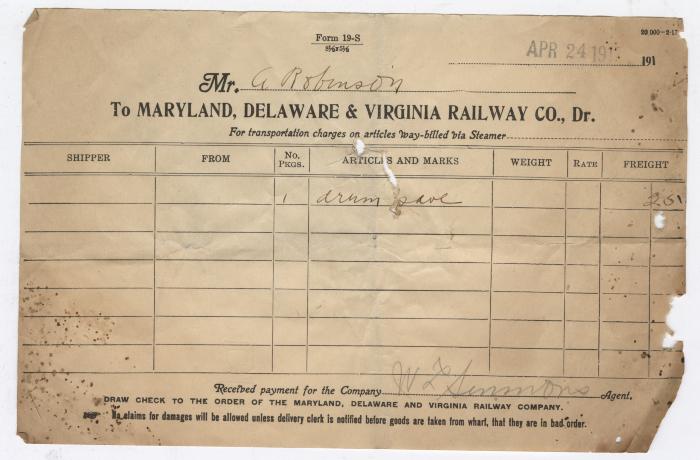 Form 19-S
8½x5½
20 000-2-17
APR 24 191
191
Mr. A Robinson
To MARYLAND, DELAWARE & VIRGINIA RAILWAY CO., Dr.
For transportation charges on articles way-billed via Steamer
SHIPPER FROM No. PKGS. ARTICLES AND MARKS WEIGHT RATE FREIGHT
1 drum
Received payment for the Company W Simmons Agent.
DRAW CHECK TO THE ORDER OF THE MARYLAND, DELAWARE AND VIRGINIA RAILWAY COMPANY.
No claims for damages will be allowed unless delivery clerk is notified before goods are taken from wharf, that they are in bad order.